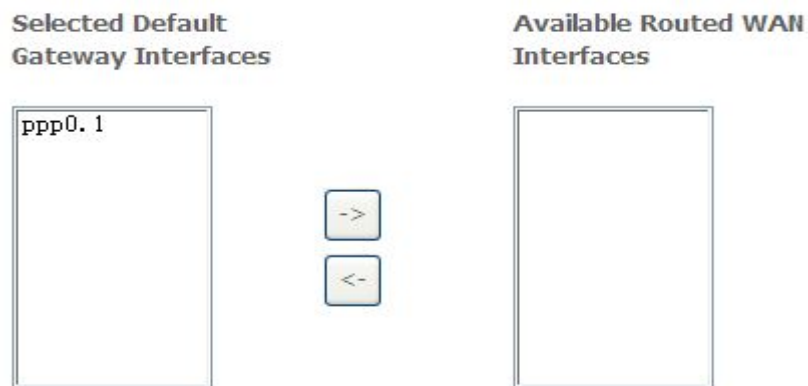 Selected Default
Gateway Interfaces
Available Routed WAN
Interfaces
ppp0.1
->
<-